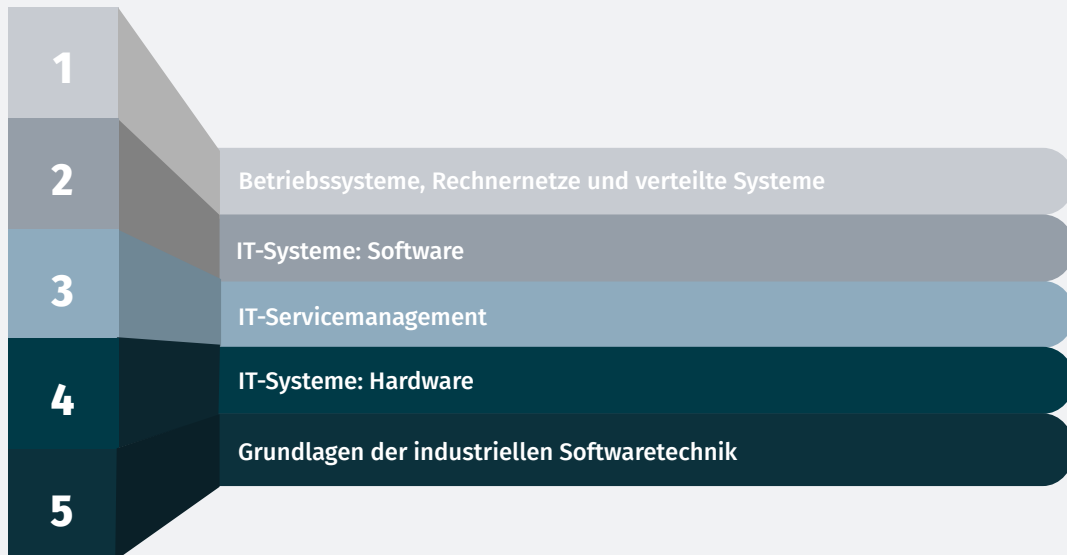 1
Betriebssysteme, Rechnernetze und verteilte Systeme
2
IT-Systeme: Software
3
IT-Servicemanagement
4
IT-Systeme: Hardware
5
Grundlagen der industriellen Softwaretechnik